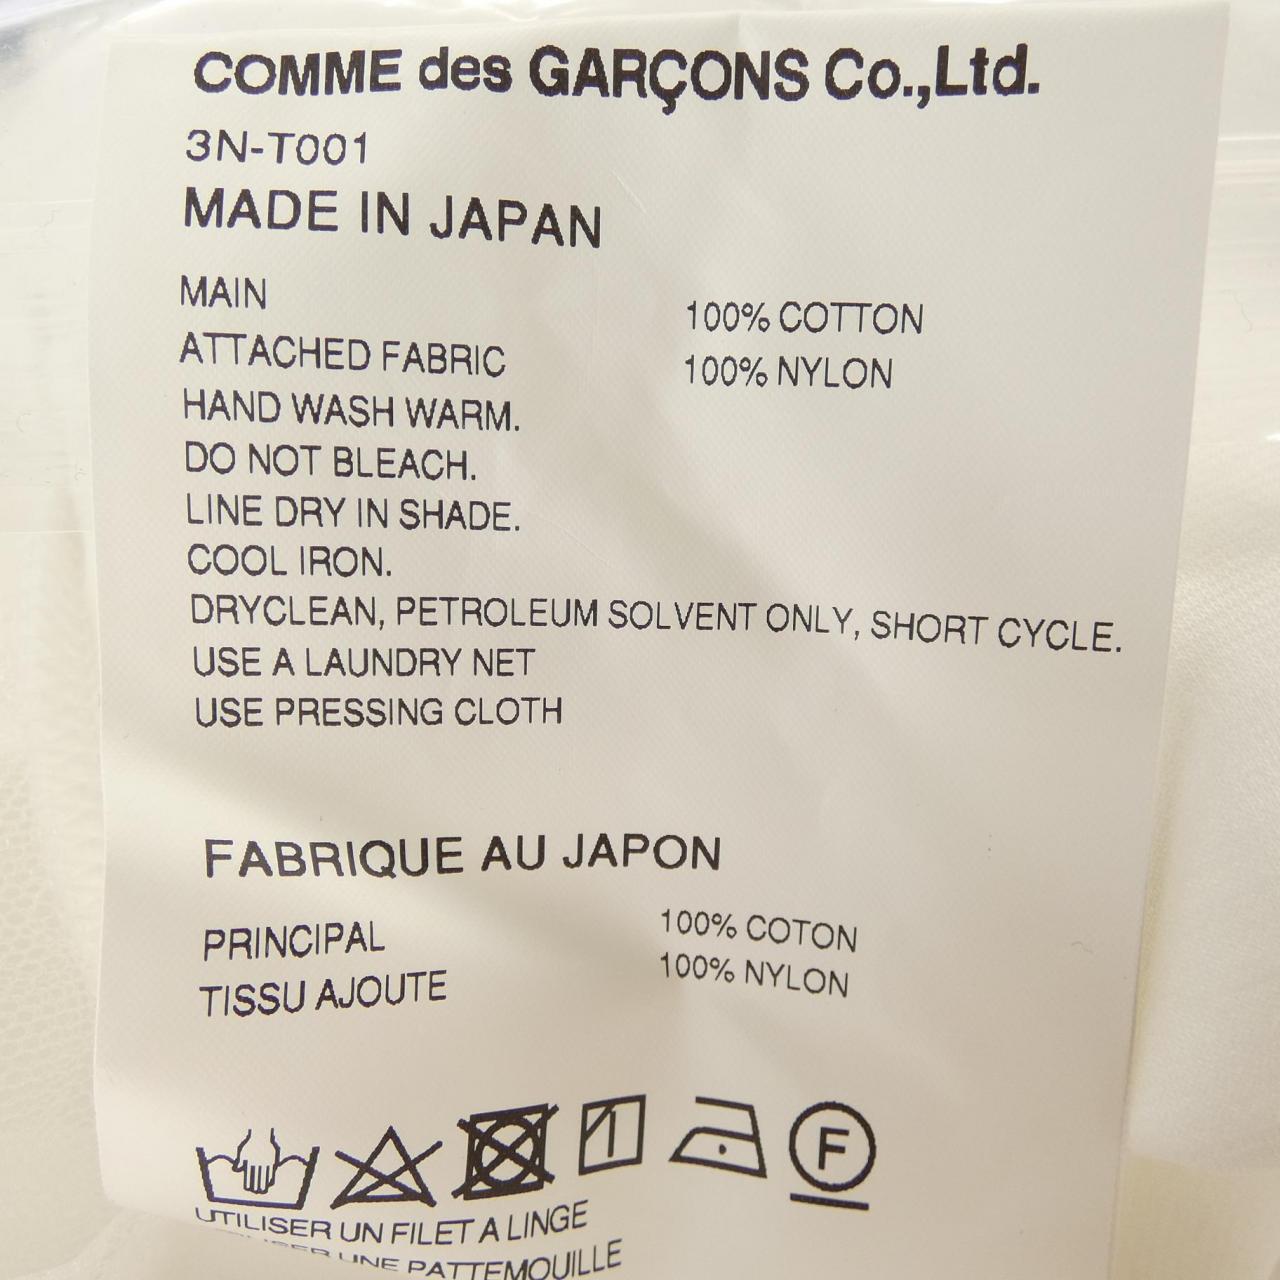 COMME des GARÇONS Co.,Ltd.
3N-T001
MADE IN JAPAN
MAIN 100% COTTON
ATTACHED FABRIC 100% NYLON
HAND WASH WARM.
DO NOT BLEACH.
LINE DRY IN SHADE.
COOL IRON.
DRYCLEAN, PETROLEUM SOLVENT ONLY, SHORT CYCLE.
USE A LAUNDRY NET
USE PRESSING CLOTH
FABRIQUE AU JAPON
PRINCIPAL 100% COTON
TISSU AJOUTE 100% NYLON
F
UTILISER UN FILET A LINGE
UNE PATTEMOUILLE